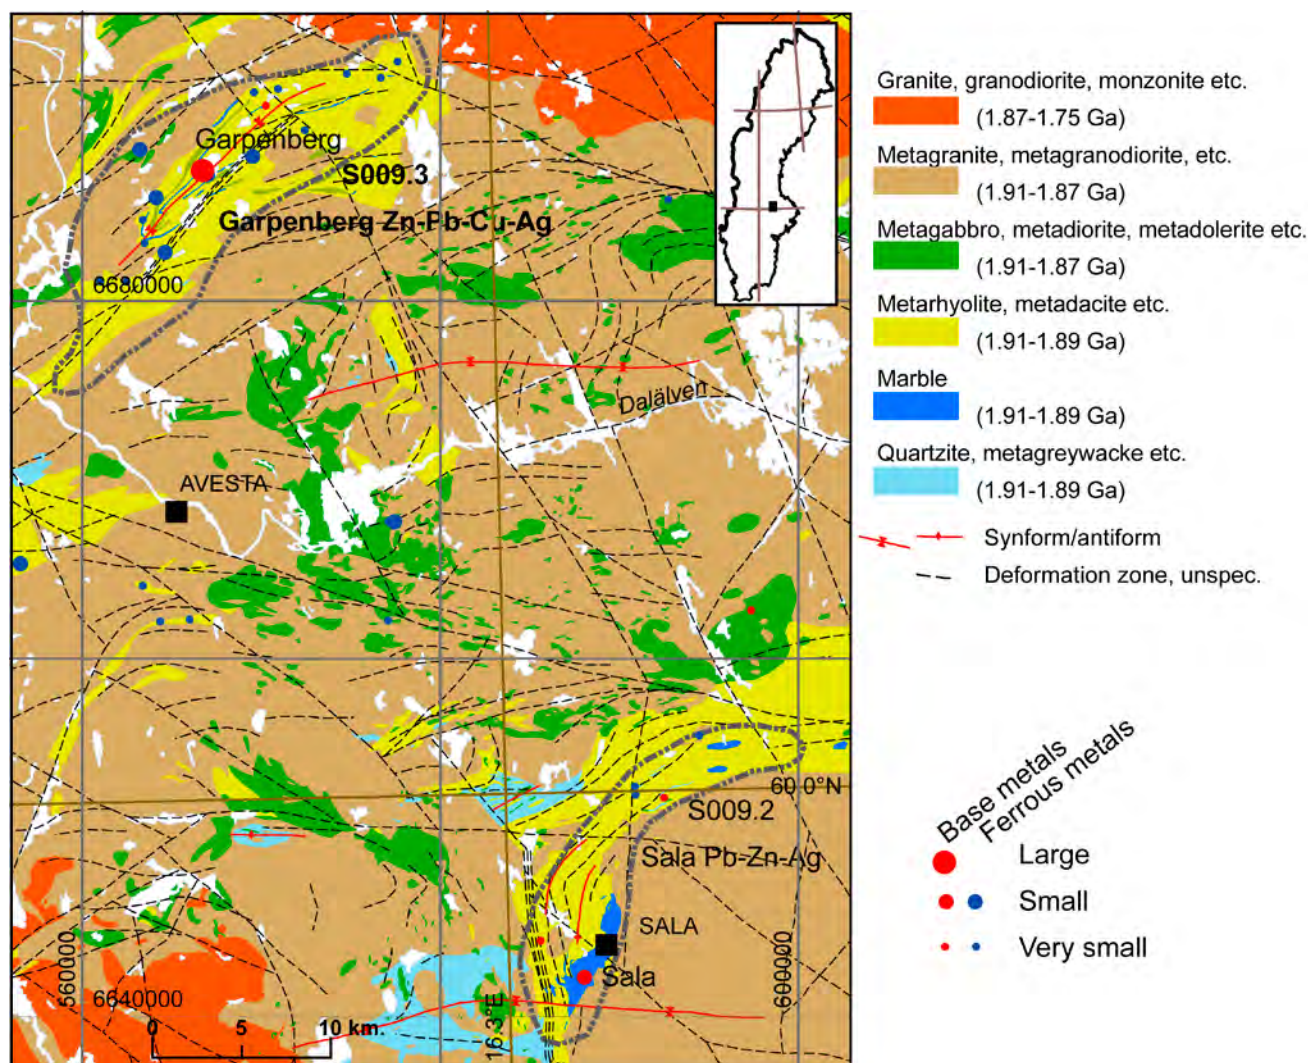 Garpenberg
S009.3
Garpenberg Zn-Pb-Cu-Ag
6680000
Dalälven
AVESTA
60.0°N
S009.2
Sala Pb-Zn-Ag
SALA
Sala
560000
6640000
16.3°E
600000
0 5 10 km.
Granite, granodiorite, monzonite etc.
(1.87-1.75 Ga)
Metagranite, metagranodiorite, etc.
(1.91-1.87 Ga)
Metagabbro, metadiorite, metadolerite etc.
(1.91-1.87 Ga)
Metarhyolite, metadacite etc.
(1.91-1.89 Ga)
Marble
(1.91-1.89 Ga)
Quartzite, metagreywacke etc.
(1.91-1.89 Ga)
Synform/antiform
Deformation zone, unspec.
Base metals
Ferrous metals
Large
Small
Very small